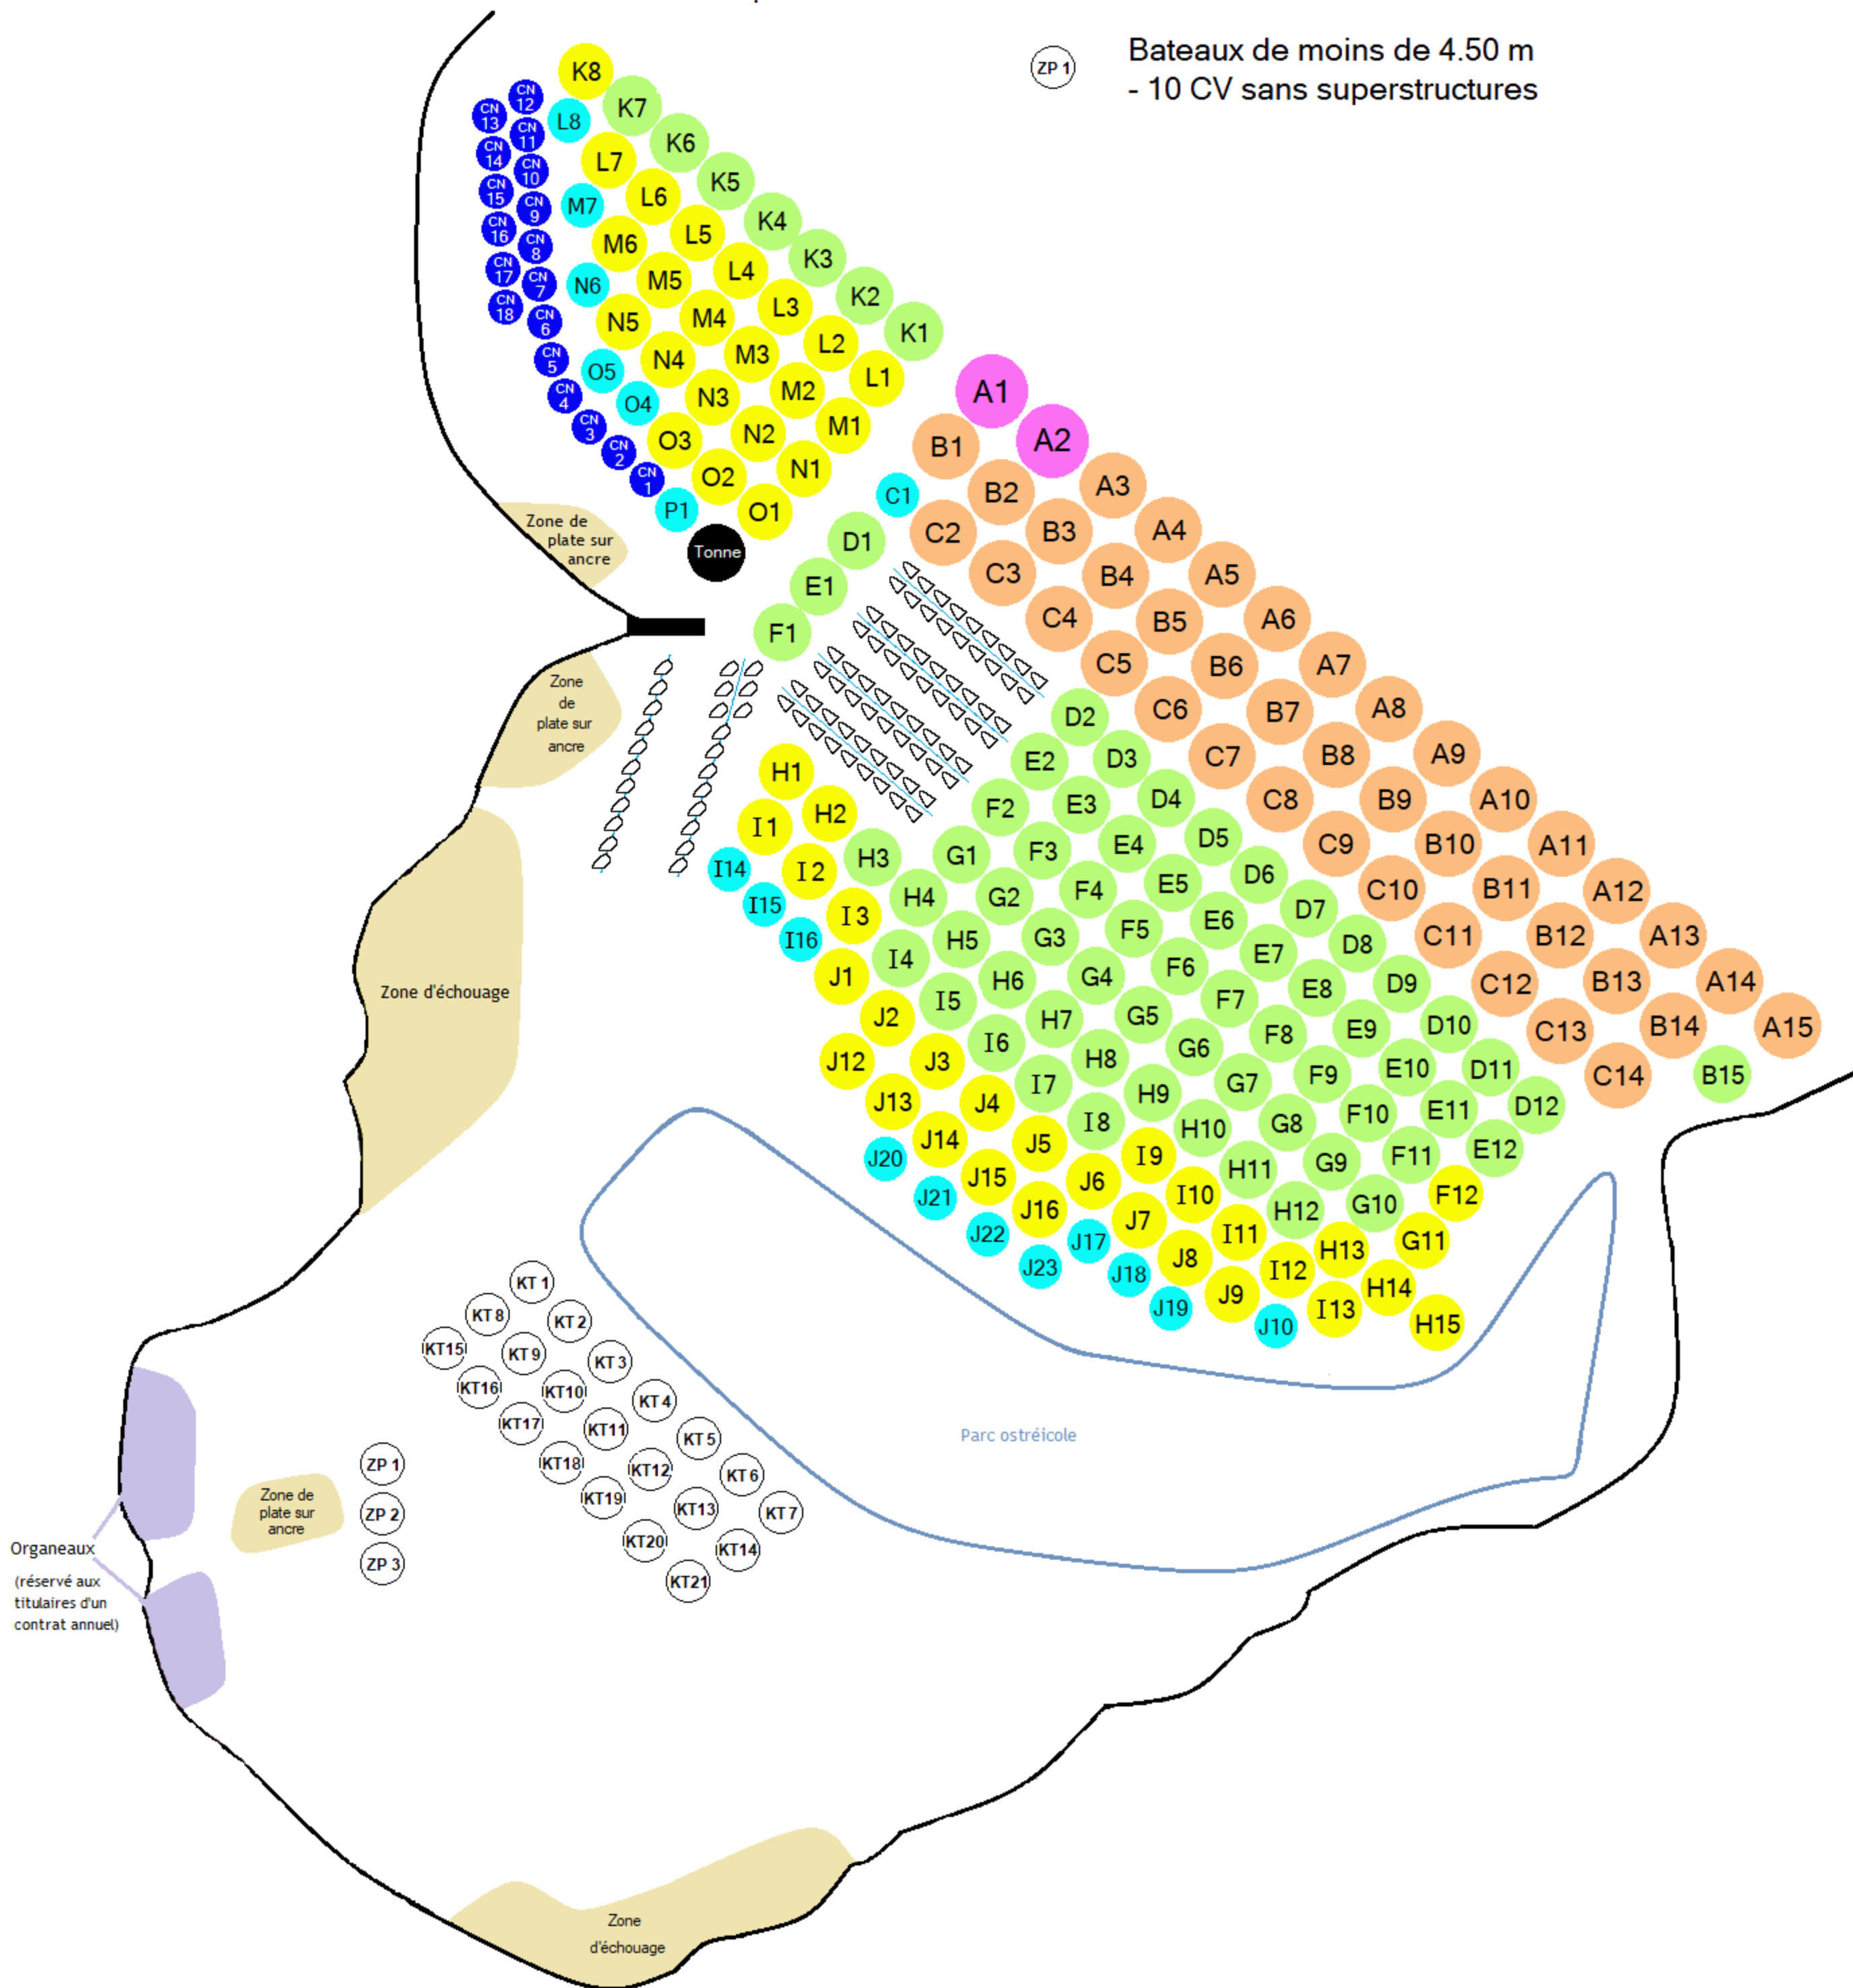 ZP 1
Bateaux de moins de 4.50 m
- 10 CV sans superstructures
K8
K7
K6
K5
K4
K3
K2
K1
CN 12
CN 13
CN 11
CN 14
CN 10
CN 15
CN 9
CN 16
CN 8
CN 17
CN 7
CN 18
CN 6
CN 5
CN 4
CN 3
CN 2
CN 1
L8
L7
L6
L5
L4
L3
L2
L1
M7
M6
M5
M4
M3
M2
M1
N6
N5
N4
N3
N2
N1
O5
O4
O3
O2
O1
P1
Tonne
A1
A2
A3
A4
A5
A6
A7
A8
A9
A10
A11
A12
A13
A14
A15
B1
B2
B3
B4
B5
B6
B7
B8
B9
B10
B11
B12
B13
B14
B15
C1
C2
C3
C4
C5
C6
C7
C8
C9
C10
C11
C12
C13
C14
D1
D2
D3
D4
D5
D6
D7
D8
D9
D10
D11
D12
E1
E2
E3
E4
E5
E6
E7
E8
E9
E10
E11
E12
F1
F2
F3
F4
F5
F6
F7
F8
F9
F10
F11
F12
G1
G2
G3
G4
G5
G6
G7
G8
G9
G10
G11
H1
H2
H3
H4
H5
H6
H7
H8
H9
H10
H11
H12
H13
H14
H15
I1
I2
I3
I4
I5
I6
I7
I8
I9
I10
I11
I12
I13
I14
I15
I16
J1
J2
J3
J4
J5
J6
J7
J8
J9
J10
J12
J13
J14
J15
J16
J17
J18
J19
J20
J21
J22
J23
Zone de
plate sur
ancre
Zone
de
plate sur
ancre
Zone d'échouage
KT 1
KT 2
KT 3
KT 4
KT 5
KT 6
KT 7
KT 8
KT 9
KT10
KT11
KT12
KT13
KT14
KT15
KT16
KT17
KT18
KT19
KT20
KT21
Parc ostréicole
ZP 1
ZP 2
ZP 3
Zone de
plate sur
ancre
Organeaux
(réservé aux
titulaires d'un
contrat annuel)
Zone
d'échouage